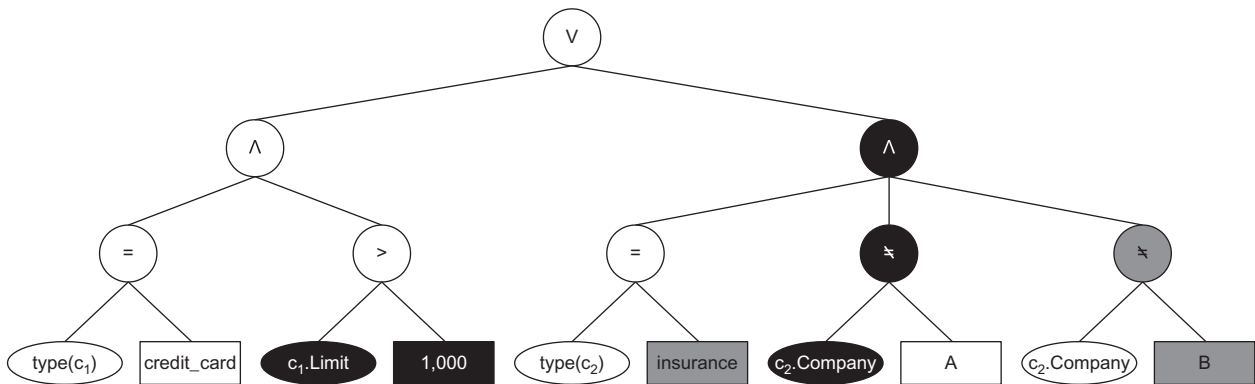 ∨
∧ ∧
= > = ≠ ≠
type(c₁) credit_card c₁.Limit 1,000 type(c₂) insurance c₂.Company A c₂.Company B